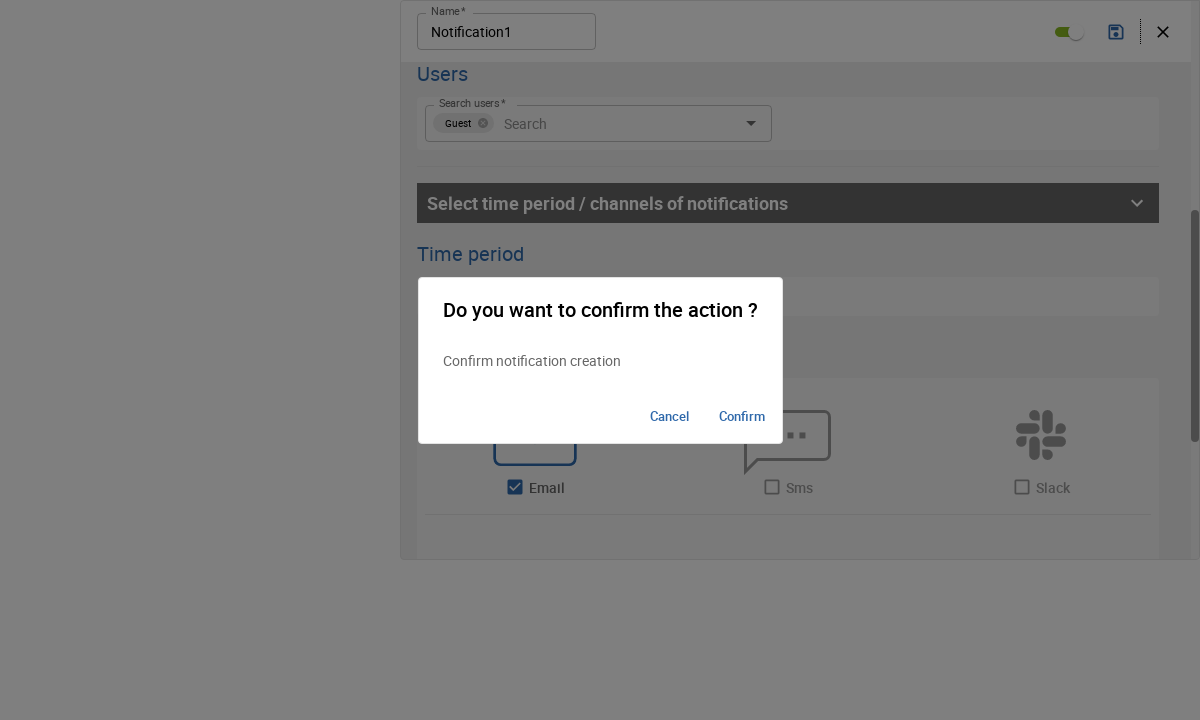 Name *
Notification1
Users
Search users *
Guest
Search
Select time period / channels of notifications
Time period
Do you want to confirm the action ?
Confirm notification creation
Cancel
Confirm
Email
Sms
Slack